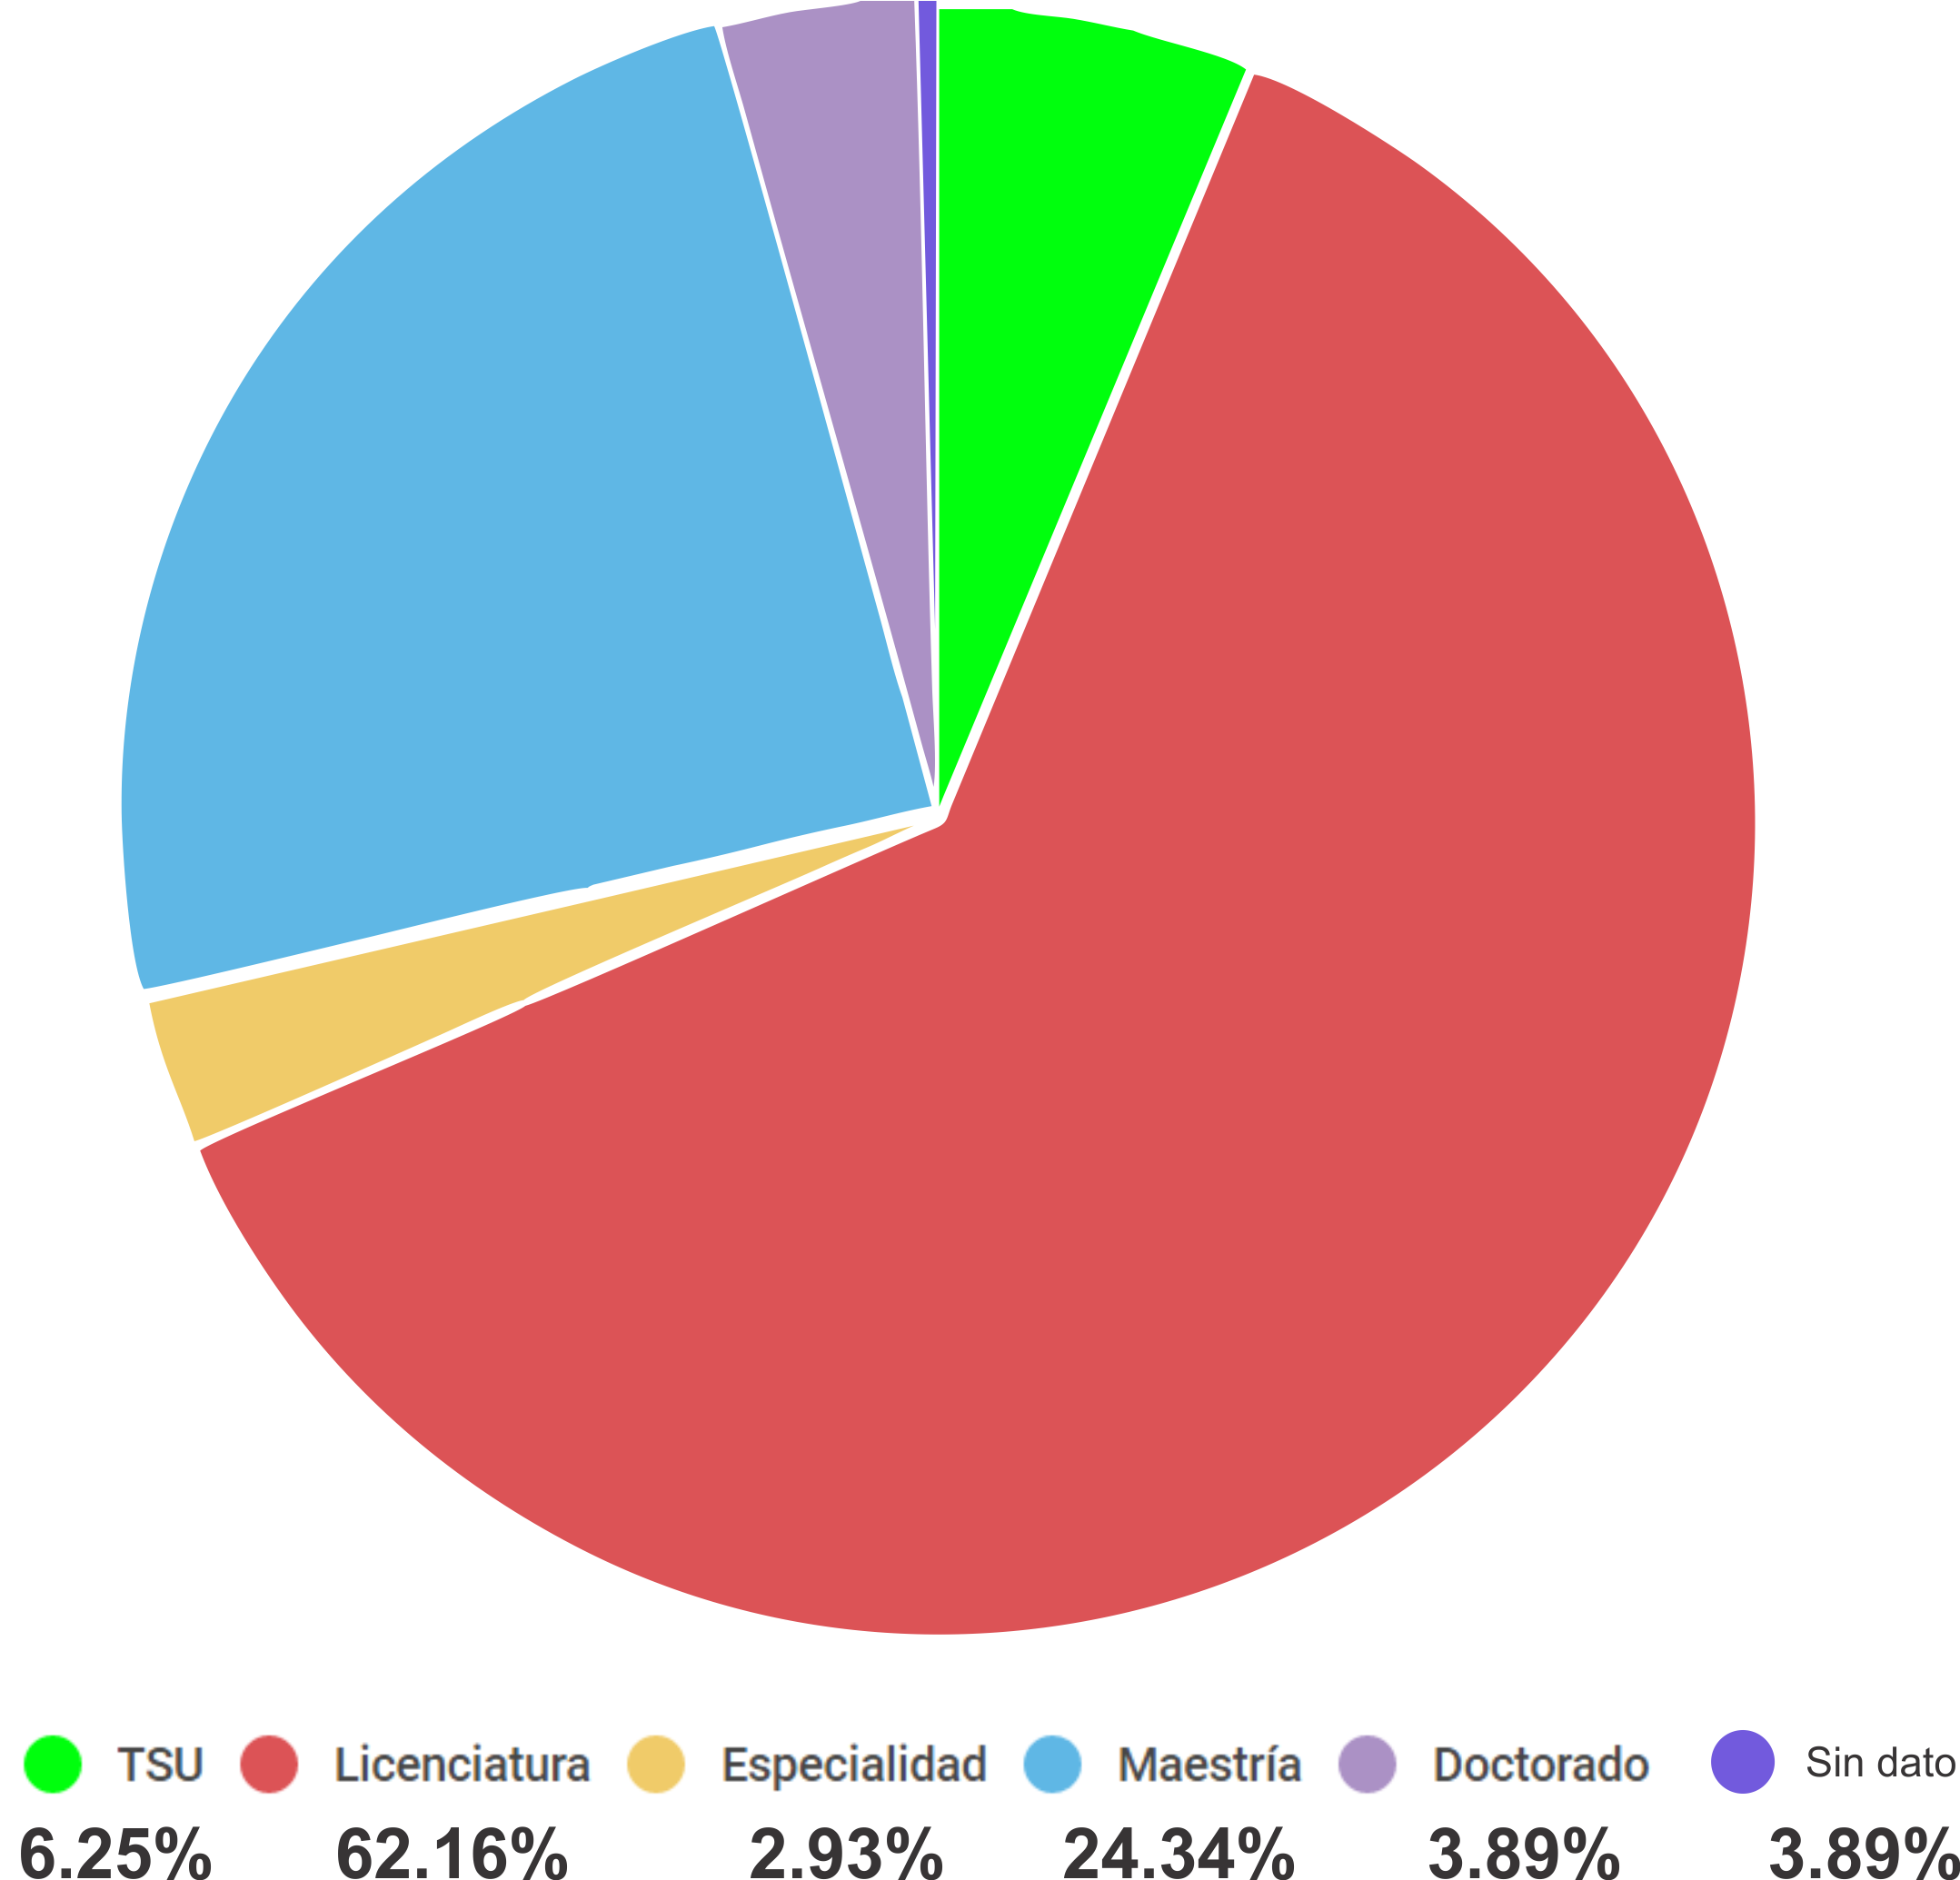 TSU Licenciatura Especialidad Maestría Doctorado Sin dato
6.25% 62.16% 2.93% 24.34% 3.89% 3.89%